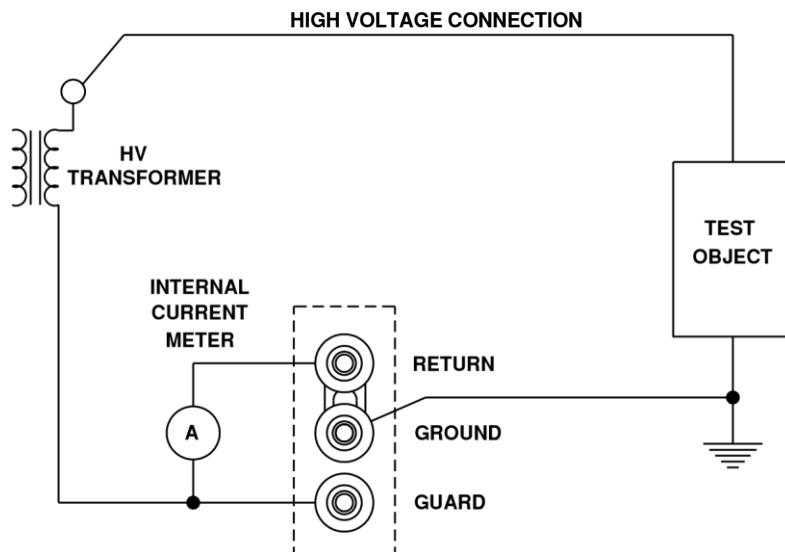 HIGH VOLTAGE CONNECTION
HV
TRANSFORMER
TEST
OBJECT
INTERNAL
CURRENT
METER
RETURN
A
GROUND
GUARD